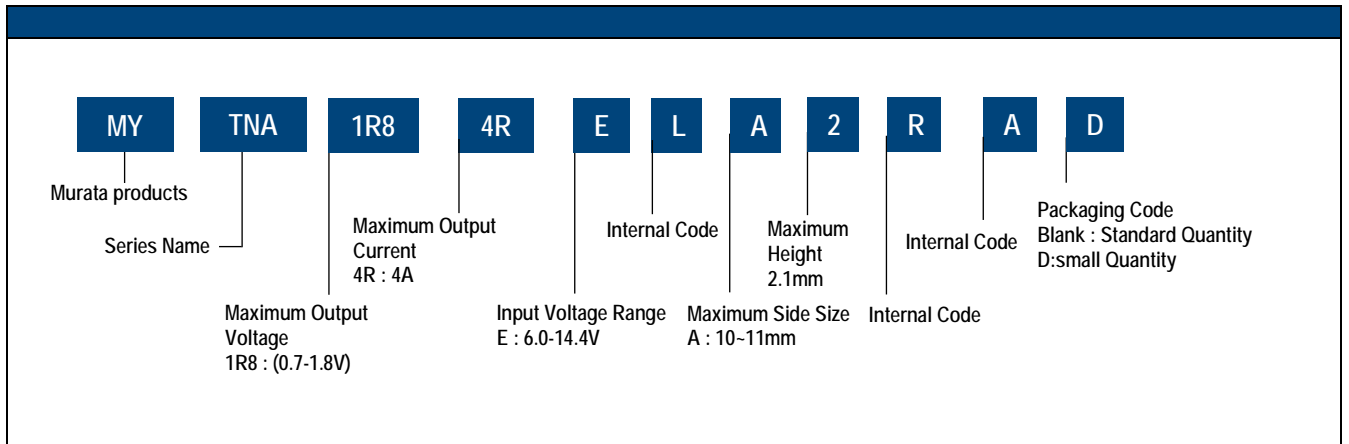 MY TNA 1R8 4R E L A 2 R A D
Murata products
Series Name
Maximum Output
Voltage
1R8 : (0.7-1.8V)
Maximum Output
Current
4R : 4A
Input Voltage Range
E : 6.0-14.4V
Internal Code
Maximum Side Size
A : 10~11mm
Maximum
Height
2.1mm
Internal Code
Internal Code
Packaging Code
Blank : Standard Quantity
D:small Quantity